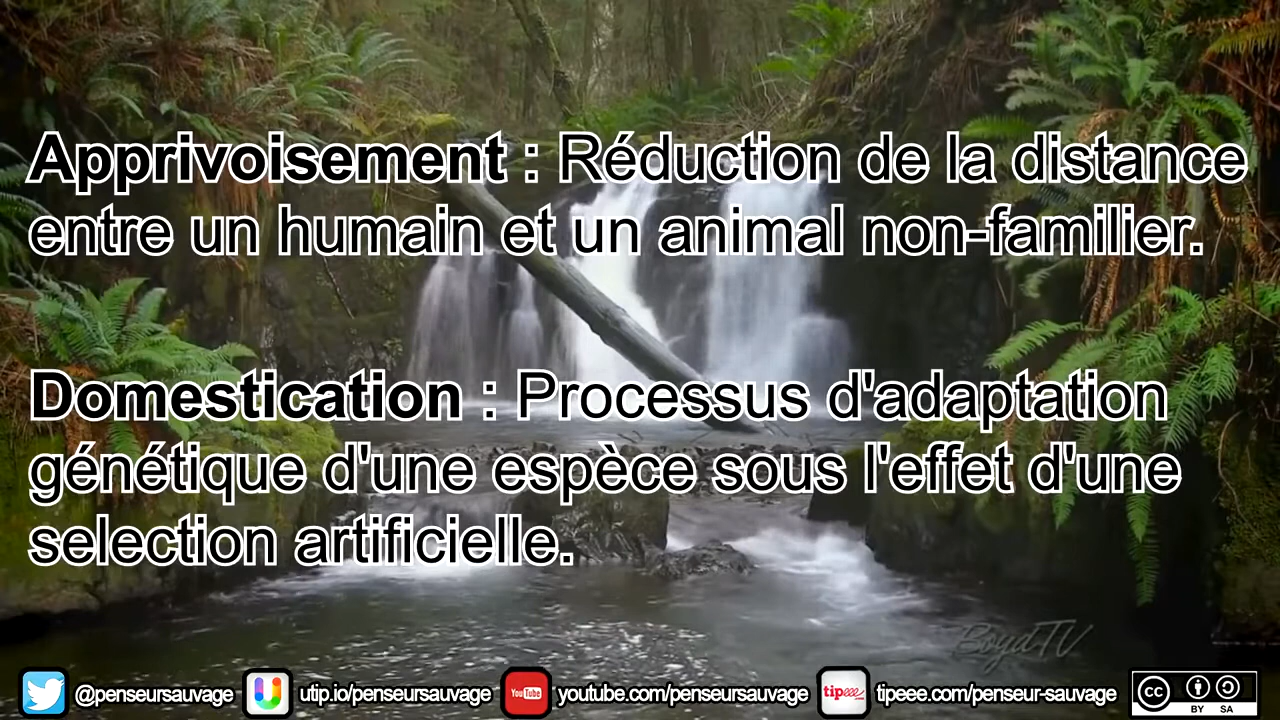 Apprivoisement : Réduction de la distance
entre un humain et un animal non-familier.
Domestication : Processus d'adaptation
génétique d'une espèce sous l'effet d'une
selection artificielle.
BoydTV
@penseursauvage utip.io/penseursauvage YouTube youtube.com/penseursauvage tipeee tipeee.com/penseur-sauvage cc
BY SA